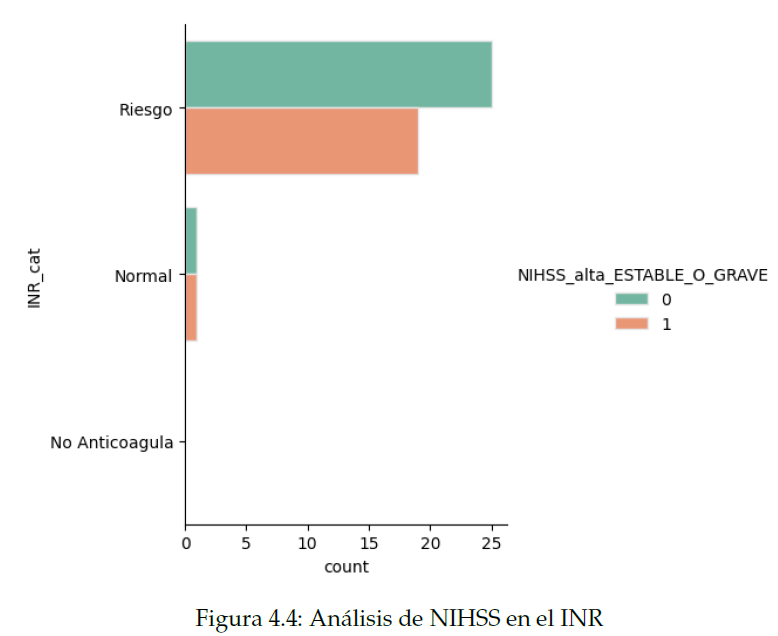 Riesgo
Normal
No Anticoagula
INR_cat
0 5 10 15 20 25
count
NIHSS_alta_ESTABLE_O_GRAVE
0
1
Figura 4.4: Análisis de NIHSS en el INR